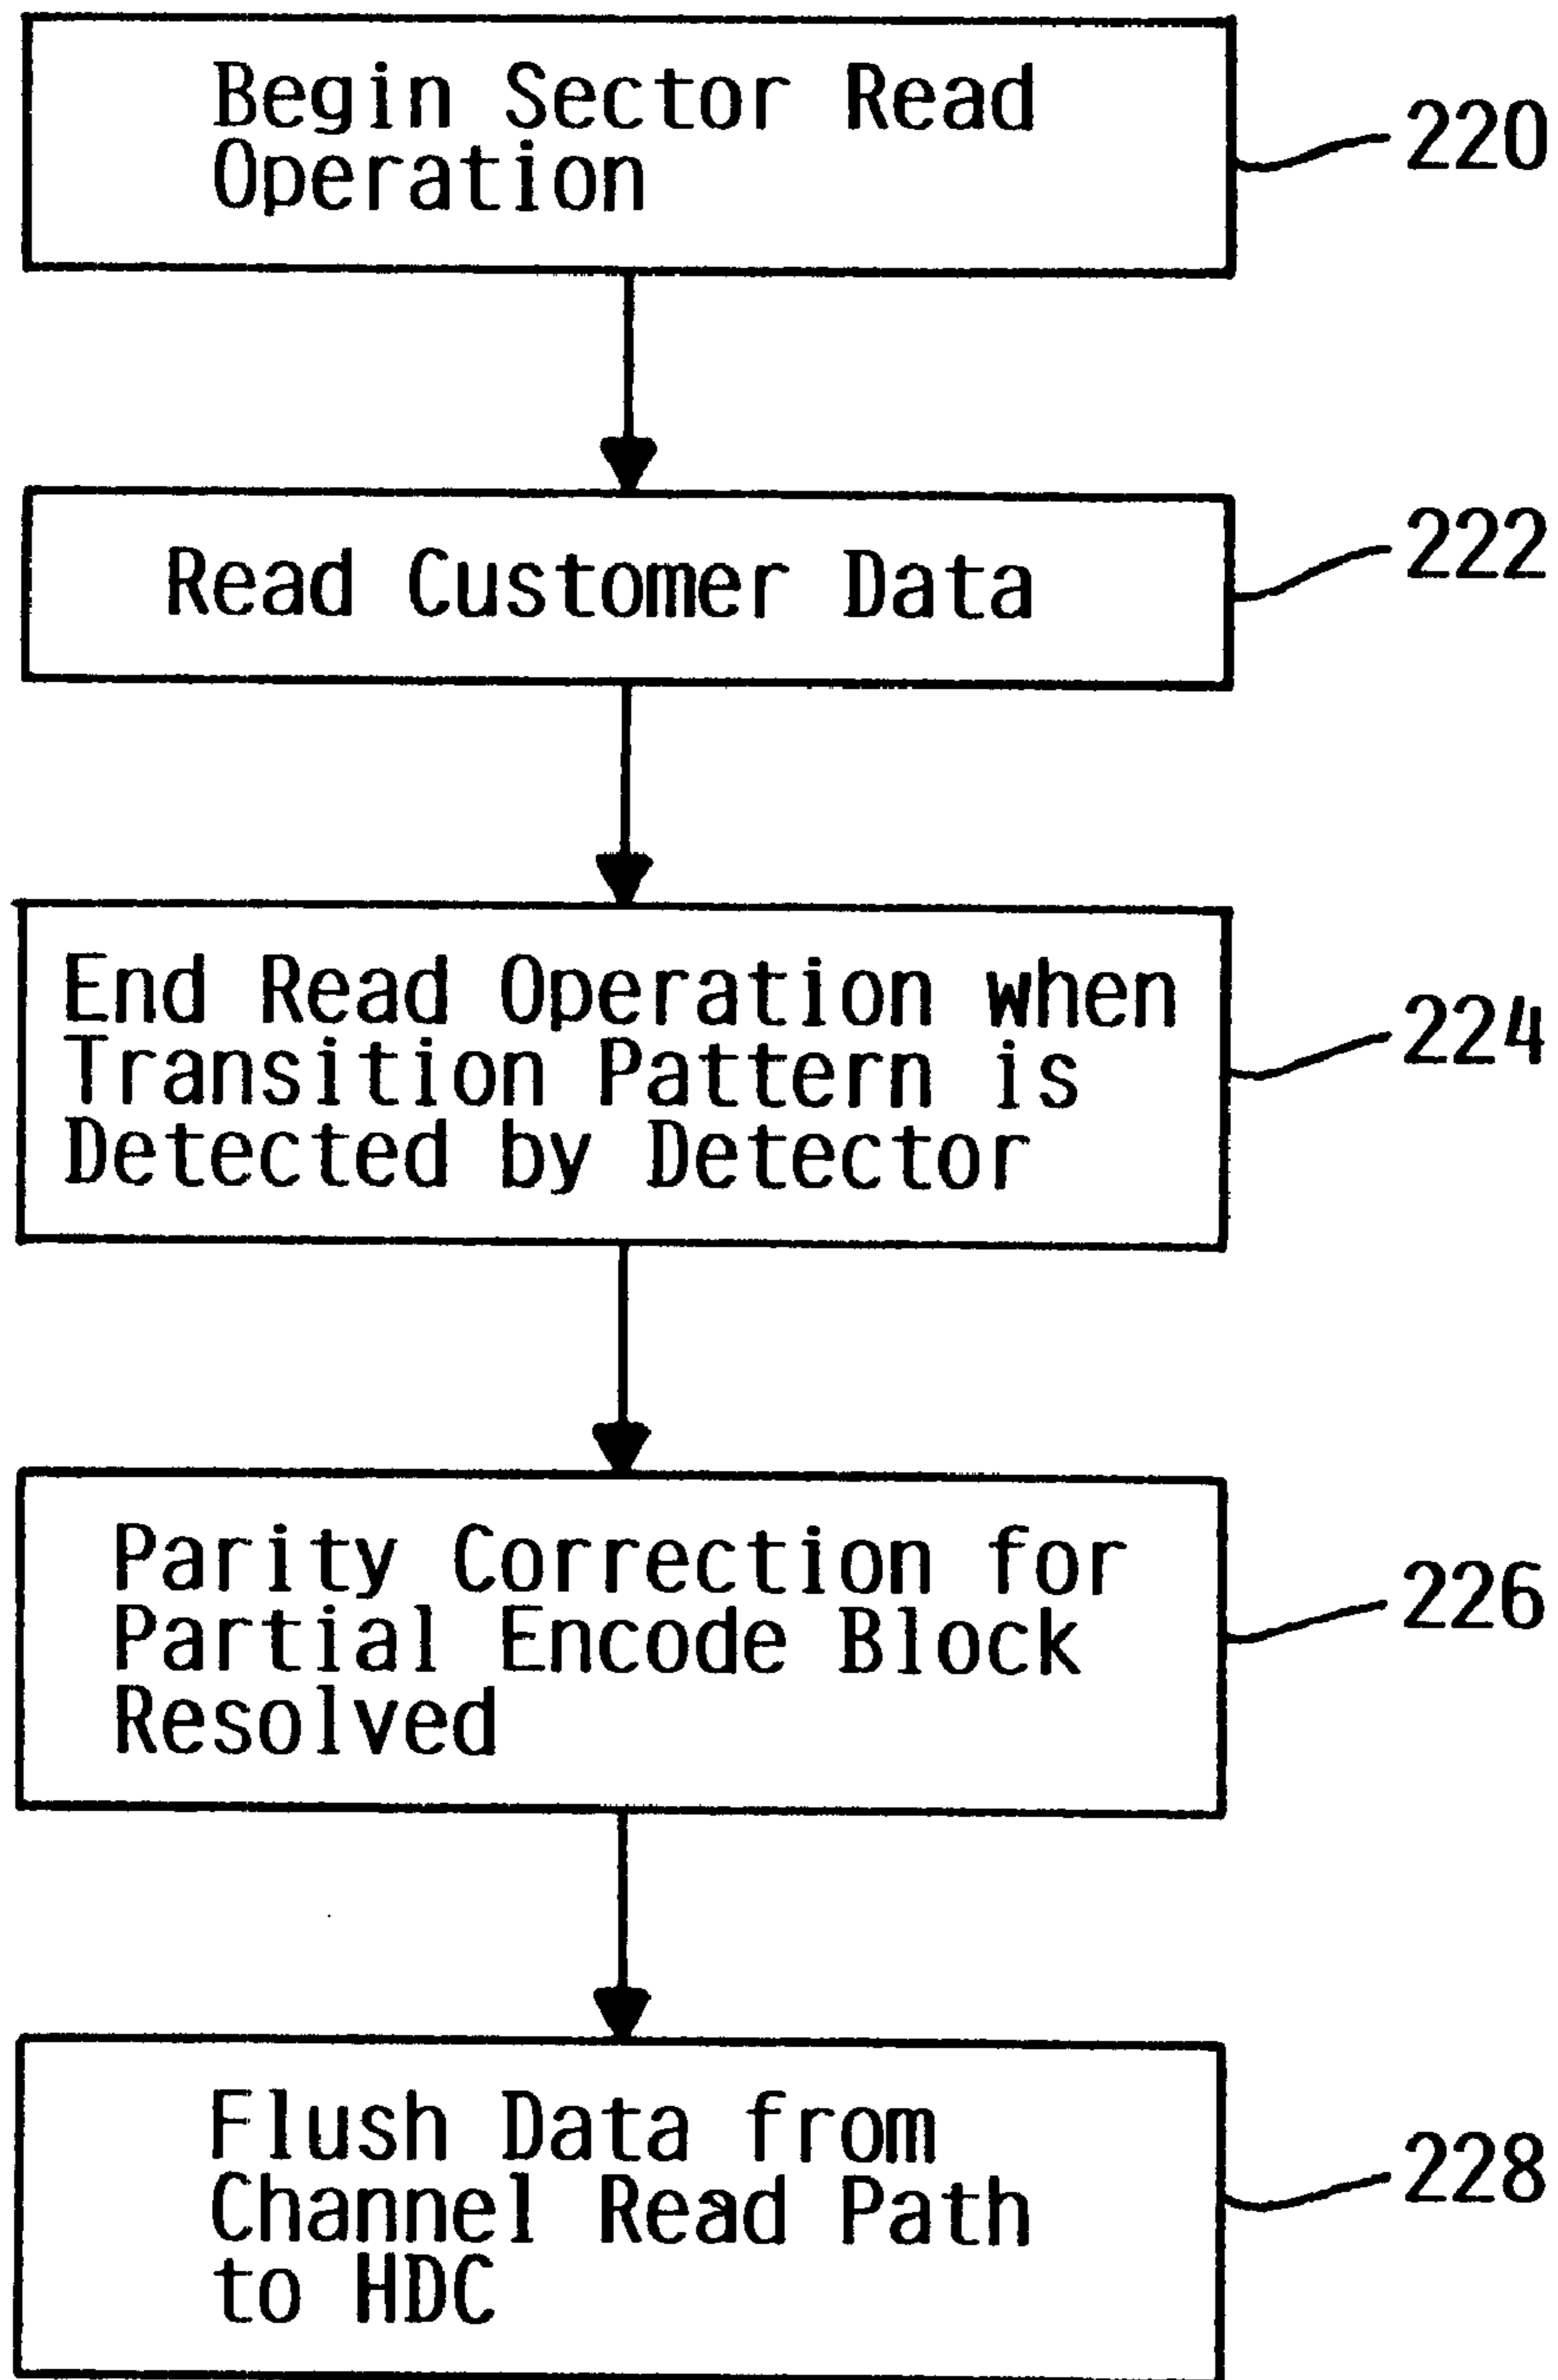 Begin Sector Read
Operation
220
Read Customer Data
222
End Read Operation when
Transition Pattern is
Detected by Detector
224
Parity Correction for
Partial Encode Block
Resolved
226
Flush Data from
Channel Read Path
to HDC
228